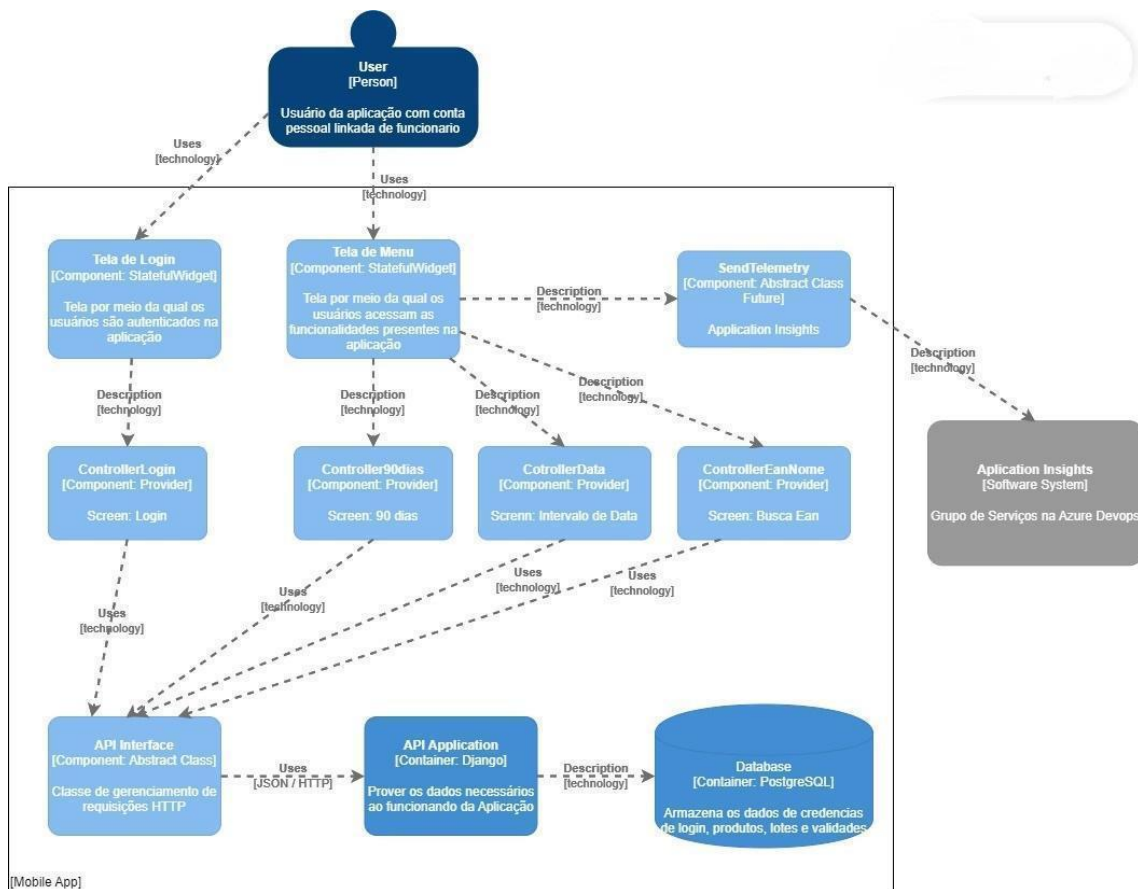 User
[Person]
Usuário da aplicação com conta
pessoal linkada de funcionario
Uses
[technology]
Uses
[technology]
Tela de Login
[Component: StatefulWidget]
Tela por meio da qual os
usuários são autenticados na
aplicação
Tela de Menu
[Component: StatefulWidget]
Tela por meio da qual os
usuários acessam as
funcionalidades presentes na
aplicação
Description
[technology]
SendTelemetry
[Component: Abstract Class
Future]
Application Insights
Description
[technology]
Description
[technology]
Description
[technology]
Description
[technology]
Description
[technology]
ControllerLogin
[Component: Provider]
Screen: Login
Controller90dias
[Component: Provider]
Screen: 90 dias
CotrollerData
[Component: Provider]
Screnn: Intervalo de Data
ControllerEanNome
[Component: Provider]
Screen: Busca Ean
Aplication Insights
[Software System]
Grupo de Serviços na Azure Devops
Uses
[technology]
Uses
[technology]
Uses
[technology]
Uses
[technology]
API Interface
[Component: Abstract Class]
Classe de gerenciamento de
requisições HTTP
Uses
[JSON / HTTP]
API Application
[Container: Django]
Prover os dados necessários
ao funcionando da Aplicação
Description
[technology]
Database
[Container: PostgreSQL]
Armazena os dados de credencias
de login, produtos, lotes e validades
[Mobile App]